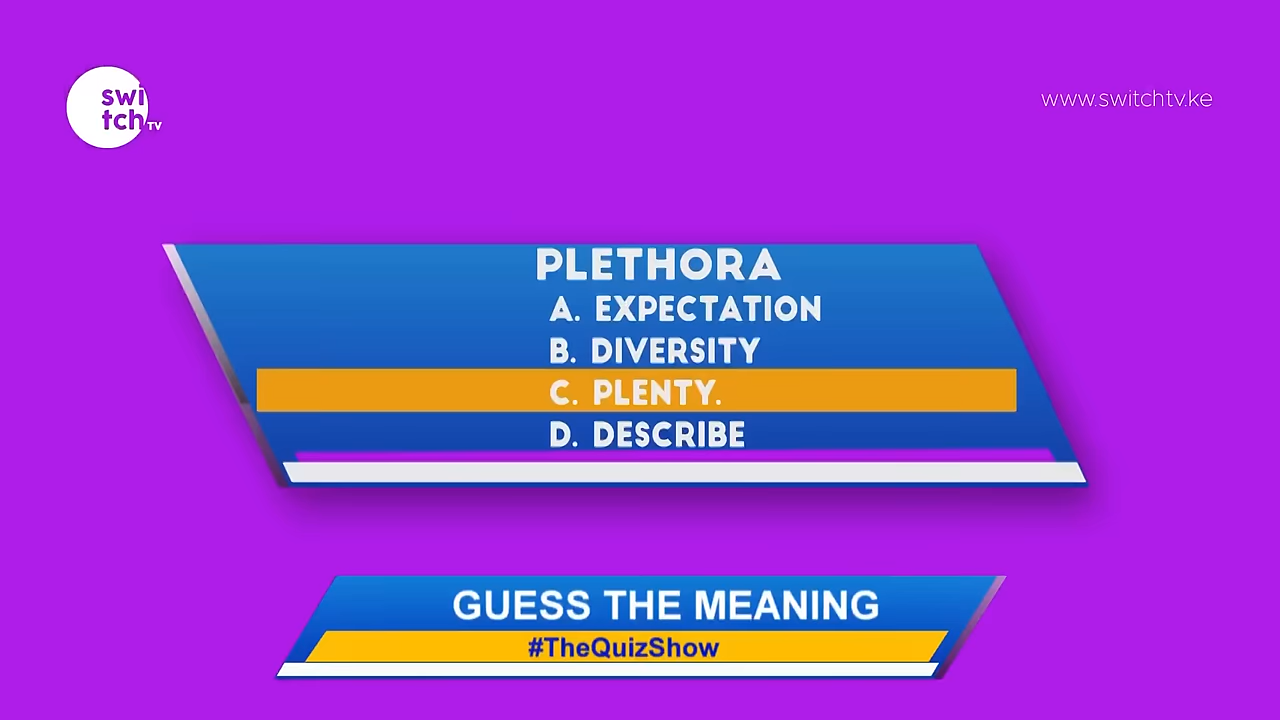 swi
tch TV
www.switchtv.ke
PLETHORA
A. EXPECTATION
B. DIVERSITY
C. PLENTY.
D. DESCRIBE
GUESS THE MEANING
#TheQuizShow